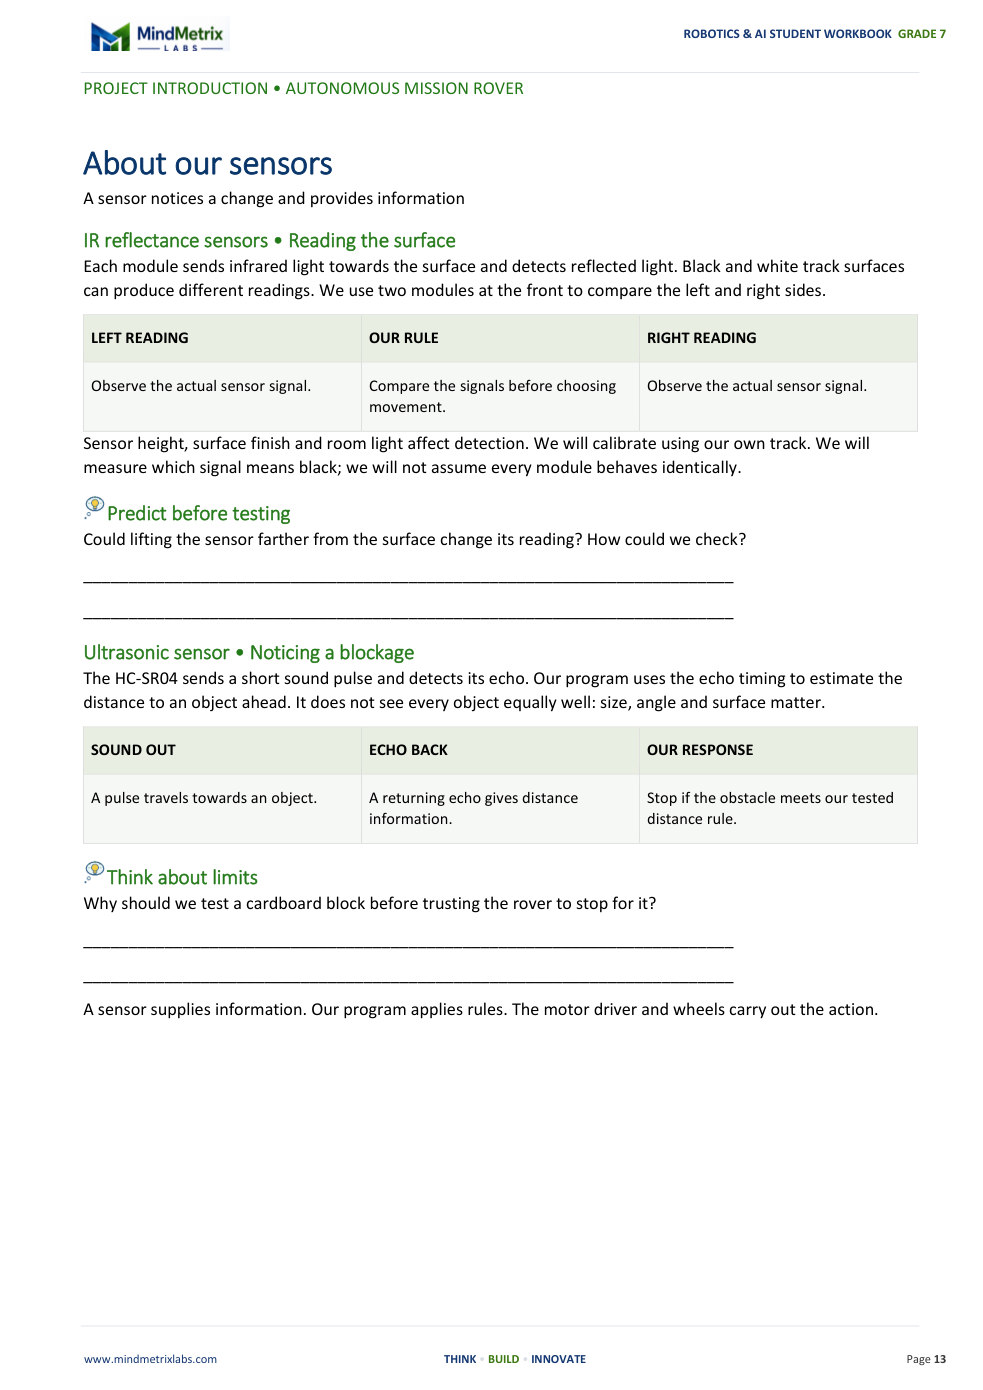 MindMetrix
LABS
ROBOTICS & AI STUDENT WORKBOOK GRADE 7
PROJECT INTRODUCTION • AUTONOMOUS MISSION ROVER
About our sensors
A sensor notices a change and provides information
IR reflectance sensors • Reading the surface
Each module sends infrared light towards the surface and detects reflected light. Black and white track surfaces
can produce different readings. We use two modules at the front to compare the left and right sides.
LEFT READING OUR RULE RIGHT READING
Observe the actual sensor signal. Compare the signals before choosing Observe the actual sensor signal.
movement.
Sensor height, surface finish and room light affect detection. We will calibrate using our own track. We will
measure which signal means black; we will not assume every module behaves identically.
Predict before testing
Could lifting the sensor farther from the surface change its reading? How could we check?
Ultrasonic sensor • Noticing a blockage
The HC-SR04 sends a short sound pulse and detects its echo. Our program uses the echo timing to estimate the
distance to an object ahead. It does not see every object equally well: size, angle and surface matter.
SOUND OUT ECHO BACK OUR RESPONSE
A pulse travels towards an object. A returning echo gives distance Stop if the obstacle meets our tested
information. distance rule.
Think about limits
Why should we test a cardboard block before trusting the rover to stop for it?
A sensor supplies information. Our program applies rules. The motor driver and wheels carry out the action.
www.mindmetrixlabs.com THINK • BUILD • INNOVATE Page 13